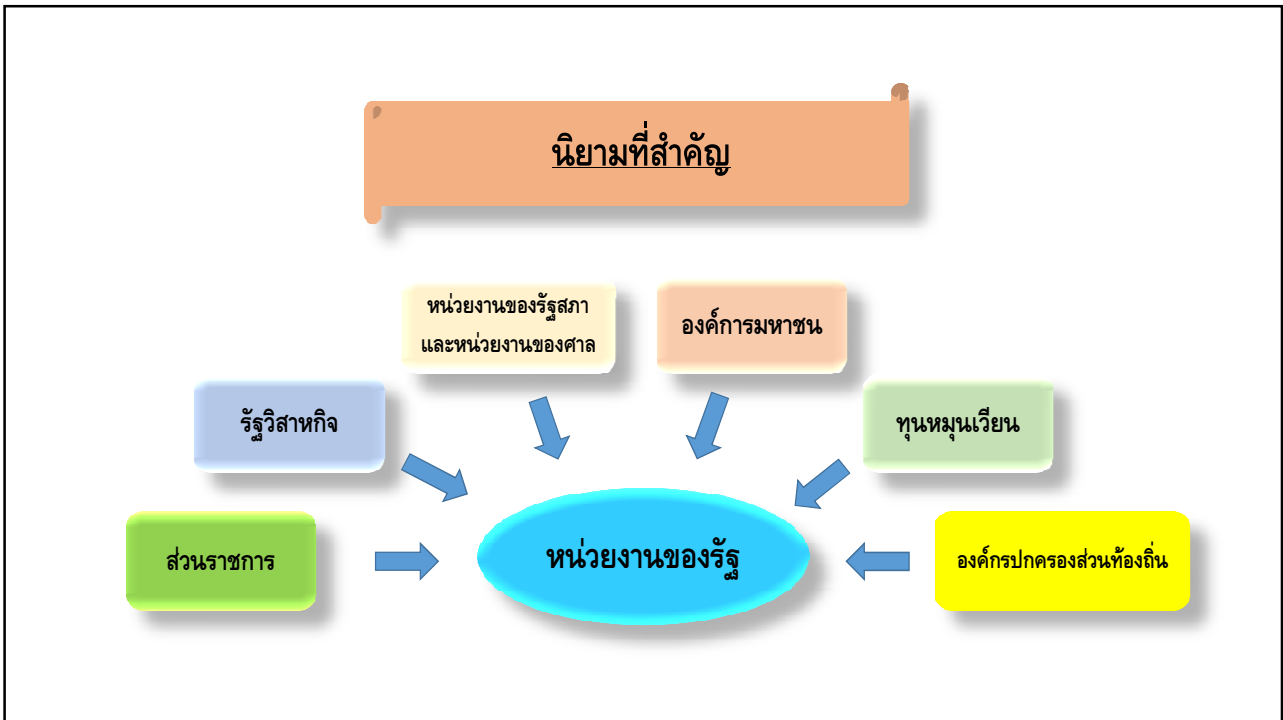 นิยามที่สำคัญ
หน่วยงานของรัฐสภา
และหน่วยงานของศาล
องค์การมหาชน
รัฐวิสาหกิจ
ทุนหมุนเวียน
ส่วนราชการ
หน่วยงานของรัฐ
องค์กรปกครองส่วนท้องถิ่น